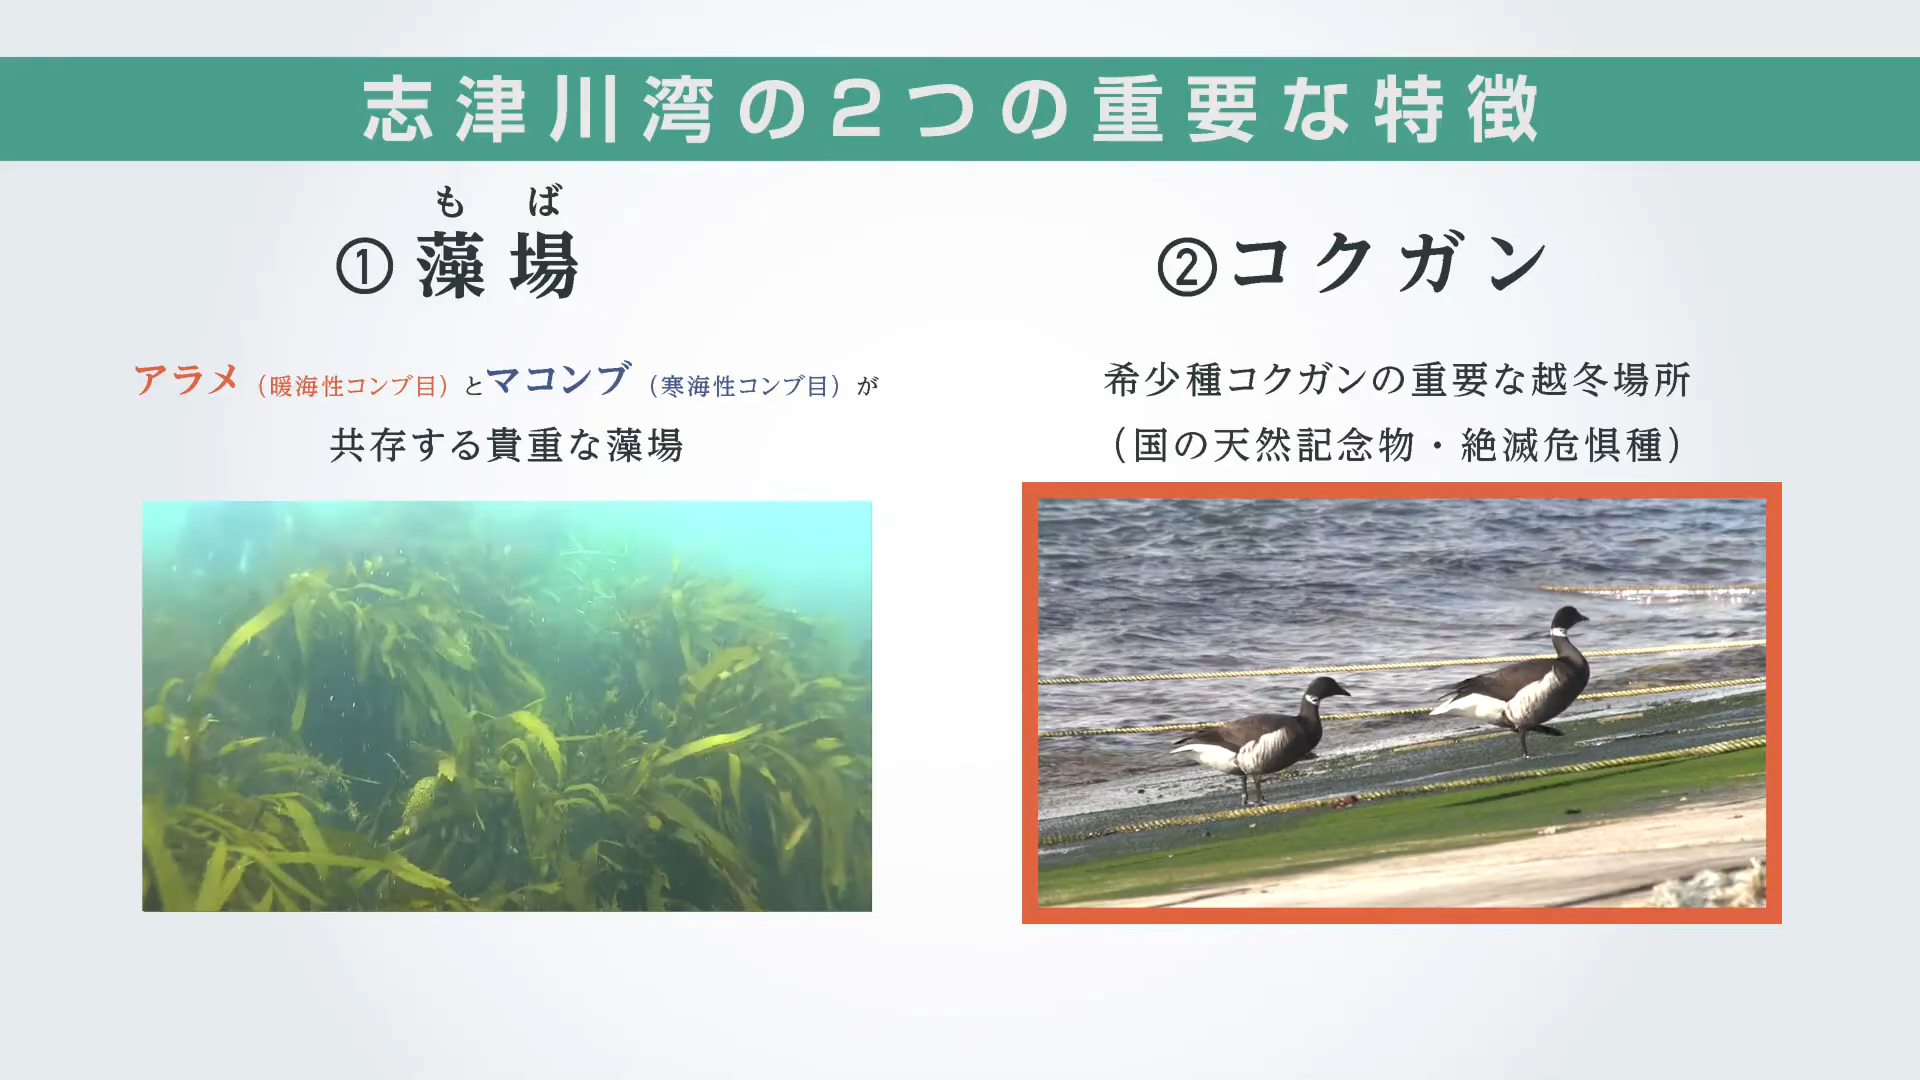 志津川湾の2つの重要な特徴
もば
①藻場
アラメ（暖海性コンブ目）とマコンブ（寒海性コンブ目）が
共存する貴重な藻場
②コクガン
希少種コクガンの重要な越冬場所
（国の天然記念物・絶滅危惧種）